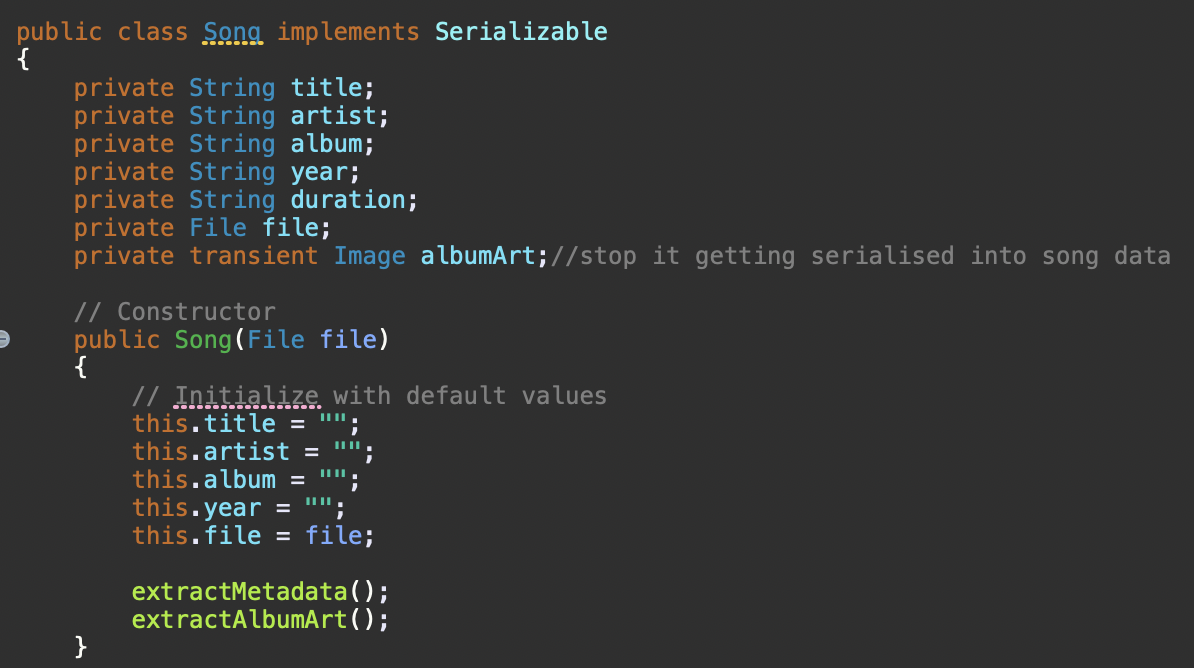 public class Song implements Serializable
{
    private String title;
    private String artist;
    private String album;
    private String year;
    private String duration;
    private File file;
    private transient Image albumArt;//stop it getting serialised into song data

    // Constructor
    public Song(File file)
    {
        // Initialize with default values
        this.title = "";
        this.artist = "";
        this.album = "";
        this.year = "";
        this.file = file;

        extractMetadata();
        extractAlbumArt();
    }